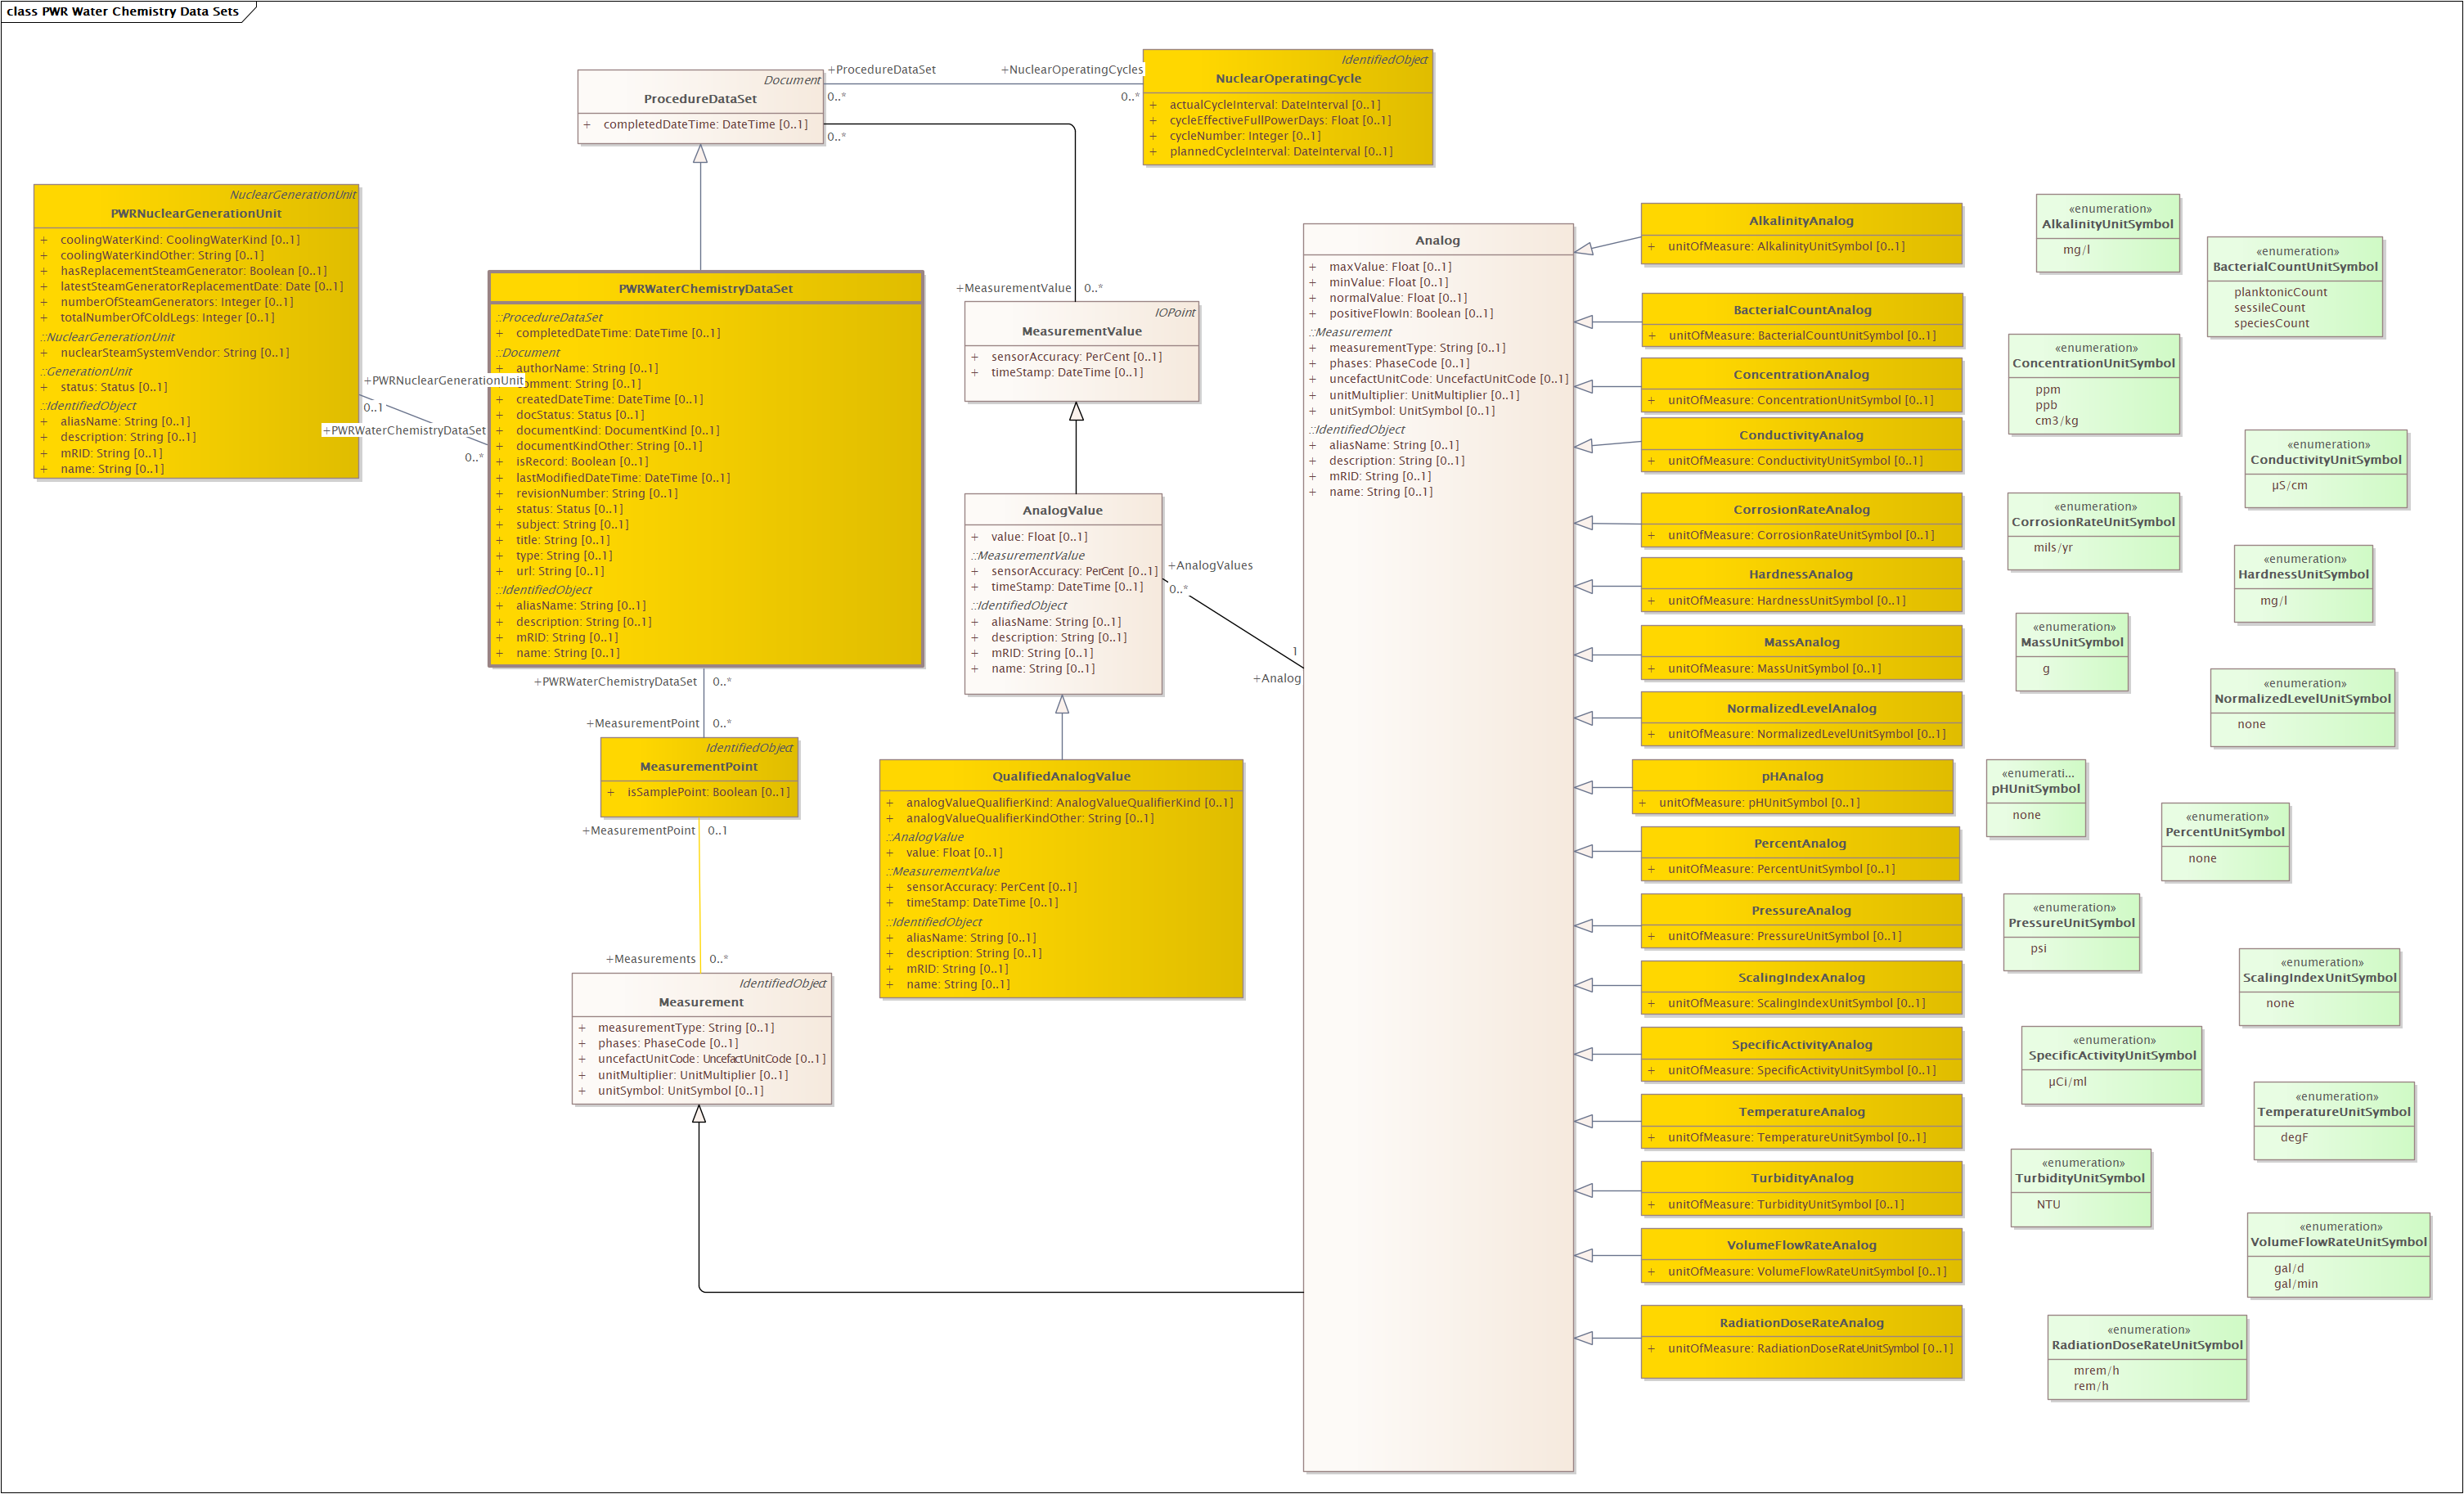 class PWR Water Chemistry Data Sets
Document
ProcedureDataSet
+ completedDateTime: DateTime [0..1]
+ProcedureDataSet
0..*
+NuclearOperatingCycles
0..*
0..*
IdentifiedObject
NuclearOperatingCycle
+ actualCycleInterval: DateInterval [0..1]
+ cycleEffectiveFullPowerDays: Float [0..1]
+ cycleNumber: Integer [0..1]
+ plannedCycleInterval: DateInterval [0..1]
NuclearGenerationUnit
PWRNuclearGenerationUnit
+ coolingWaterKind: CoolingWaterKind [0..1]
+ coolingWaterKindOther: String [0..1]
+ hasReplacementSteamGenerator: Boolean [0..1]
+ latestSteamGeneratorReplacementDate: Date [0..1]
+ numberOfSteamGenerators: Integer [0..1]
+ totalNumberOfColdLegs: Integer [0..1]
::NuclearGenerationUnit
+ nuclearSteamSystemVendor: String [0..1]
::GenerationUnit
+ status: Status [0..1]
::IdentifiedObject
+ aliasName: String [0..1]
+ description: String [0..1]
+ mRID: String [0..1]
+ name: String [0..1]
+PWRNuclearGenerationUnit
0..1
+PWRWaterChemistryDataSet
0..*
PWRWaterChemistryDataSet
::ProcedureDataSet
+ completedDateTime: DateTime [0..1]
::Document
+ authorName: String [0..1]
omment: String [0..1]
+ createdDateTime: DateTime [0..1]
+ docStatus: Status [0..1]
+ documentKind: DocumentKind [0..1]
+ documentKindOther: String [0..1]
+ isRecord: Boolean [0..1]
+ lastModifiedDateTime: DateTime [0..1]
+ revisionNumber: String [0..1]
+ status: Status [0..1]
+ subject: String [0..1]
+ title: String [0..1]
+ type: String [0..1]
+ url: String [0..1]
::IdentifiedObject
+ aliasName: String [0..1]
+ description: String [0..1]
+ mRID: String [0..1]
+ name: String [0..1]
+PWRWaterChemistryDataSet 0..*
+MeasurementPoint 0..*
IdentifiedObject
MeasurementPoint
+ isSamplePoint: Boolean [0..1]
+MeasurementPoint 0..1
+Measurements 0..*
IdentifiedObject
Measurement
+ measurementType: String [0..1]
+ phases: PhaseCode [0..1]
+ uncefactUnitCode: UncefactUnitCode [0..1]
+ unitMultiplier: UnitMultiplier [0..1]
+ unitSymbol: UnitSymbol [0..1]
+MeasurementValue 0..*
IOPoint
MeasurementValue
+ sensorAccuracy: PerCent [0..1]
+ timeStamp: DateTime [0..1]
AnalogValue
+ value: Float [0..1]
::MeasurementValue
+ sensorAccuracy: PerCent [0..1]
+ timeStamp: DateTime [0..1]
::IdentifiedObject
+ aliasName: String [0..1]
+ description: String [0..1]
+ mRID: String [0..1]
+ name: String [0..1]
+AnalogValues
0..*
1
+Analog
QualifiedAnalogValue
+ analogValueQualifierKind: AnalogValueQualifierKind [0..1]
+ analogValueQualifierKindOther: String [0..1]
::AnalogValue
+ value: Float [0..1]
::MeasurementValue
+ sensorAccuracy: PerCent [0..1]
+ timeStamp: DateTime [0..1]
::IdentifiedObject
+ aliasName: String [0..1]
+ description: String [0..1]
+ mRID: String [0..1]
+ name: String [0..1]
Analog
+ maxValue: Float [0..1]
+ minValue: Float [0..1]
+ normalValue: Float [0..1]
+ positiveFlowIn: Boolean [0..1]
::Measurement
+ measurementType: String [0..1]
+ phases: PhaseCode [0..1]
+ uncefactUnitCode: UncefactUnitCode [0..1]
+ unitMultiplier: UnitMultiplier [0..1]
+ unitSymbol: UnitSymbol [0..1]
::IdentifiedObject
+ aliasName: String [0..1]
+ description: String [0..1]
+ mRID: String [0..1]
+ name: String [0..1]
AlkalinityAnalog
+ unitOfMeasure: AlkalinityUnitSymbol [0..1]
BacterialCountAnalog
+ unitOfMeasure: BacterialCountUnitSymbol [0..1]
ConcentrationAnalog
+ unitOfMeasure: ConcentrationUnitSymbol [0..1]
ConductivityAnalog
+ unitOfMeasure: ConductivityUnitSymbol [0..1]
CorrosionRateAnalog
+ unitOfMeasure: CorrosionRateUnitSymbol [0..1]
HardnessAnalog
+ unitOfMeasure: HardnessUnitSymbol [0..1]
MassAnalog
+ unitOfMeasure: MassUnitSymbol [0..1]
NormalizedLevelAnalog
+ unitOfMeasure: NormalizedLevelUnitSymbol [0..1]
pHAnalog
+ unitOfMeasure: pHUnitSymbol [0..1]
PercentAnalog
+ unitOfMeasure: PercentUnitSymbol [0..1]
PressureAnalog
+ unitOfMeasure: PressureUnitSymbol [0..1]
ScalingIndexAnalog
+ unitOfMeasure: ScalingIndexUnitSymbol [0..1]
SpecificActivityAnalog
+ unitOfMeasure: SpecificActivityUnitSymbol [0..1]
TemperatureAnalog
+ unitOfMeasure: TemperatureUnitSymbol [0..1]
TurbidityAnalog
+ unitOfMeasure: TurbidityUnitSymbol [0..1]
VolumeFlowRateAnalog
+ unitOfMeasure: VolumeFlowRateUnitSymbol [0..1]
RadiationDoseRateAnalog
+ unitOfMeasure: RadiationDoseRateUnitSymbol [0..1]
«enumeration»
AlkalinityUnitSymbol
mg/l
«enumeration»
BacterialCountUnitSymbol
planktonicCount
sessileCount
speciesCount
«enumeration»
ConcentrationUnitSymbol
ppm
ppb
cm3/kg
«enumeration»
ConductivityUnitSymbol
µS/cm
«enumeration»
CorrosionRateUnitSymbol
mils/yr
«enumeration»
HardnessUnitSymbol
mg/l
«enumeration»
MassUnitSymbol
g
«enumeration»
NormalizedLevelUnitSymbol
none
«enumerati...
pHUnitSymbol
none
«enumeration»
PercentUnitSymbol
none
«enumeration»
PressureUnitSymbol
psi
«enumeration»
ScalingIndexUnitSymbol
none
«enumeration»
SpecificActivityUnitSymbol
µCi/ml
«enumeration»
TemperatureUnitSymbol
degF
«enumeration»
TurbidityUnitSymbol
NTU
«enumeration»
VolumeFlowRateUnitSymbol
gal/d
gal/min
«enumeration»
RadiationDoseRateUnitSymbol
mrem/h
rem/h